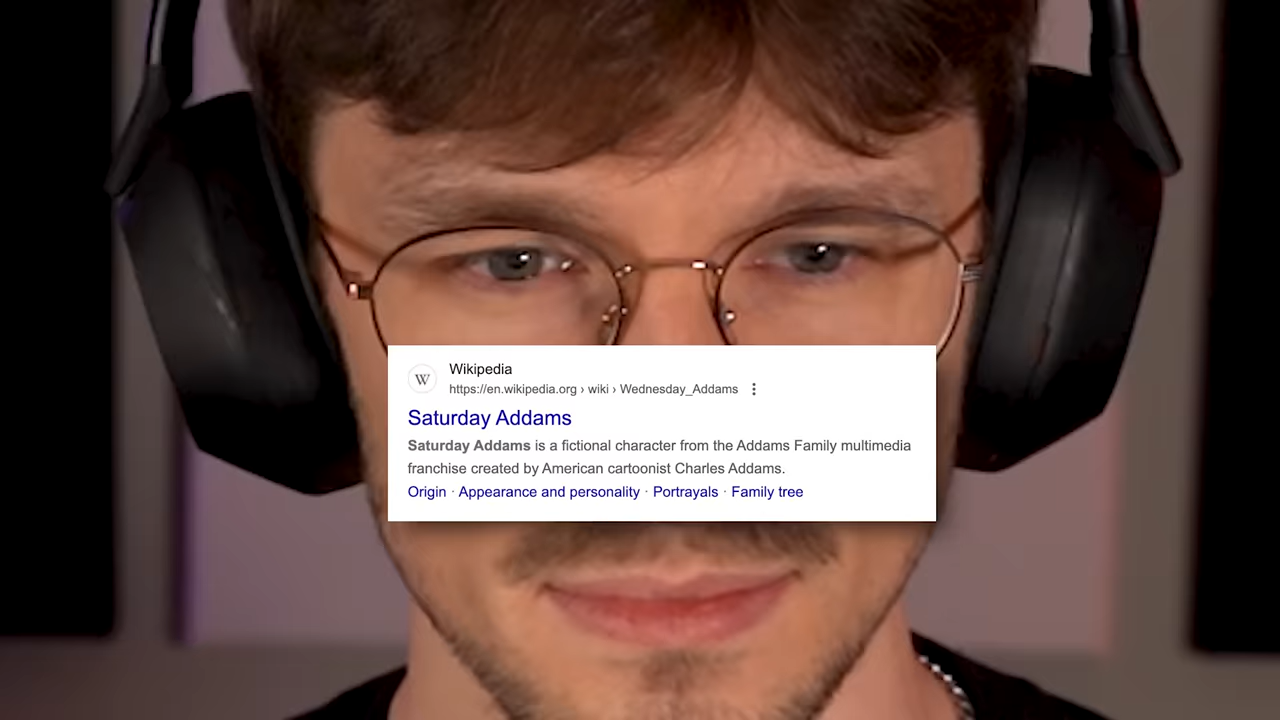 W
Wikipedia
https://en.wikipedia.org › wiki › Wednesday_Addams
Saturday Addams
Saturday Addams is a fictional character from the Addams Family multimedia
franchise created by American cartoonist Charles Addams.
Origin · Appearance and personality · Portrayals · Family tree